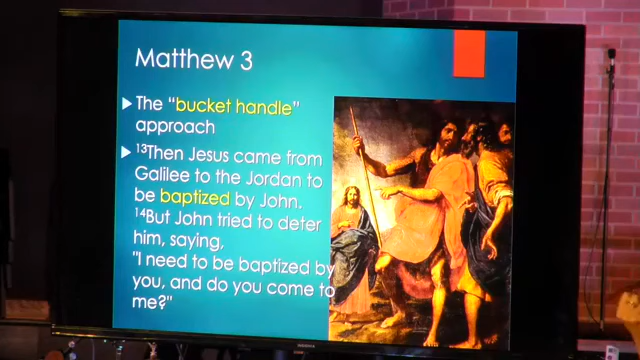 Matthew 3
The “bucket handle”
approach
13Then Jesus came from
Galilee to the Jordan to
be baptized by John.
14But John tried to deter
him, saying,
"I need to be baptized by
you, and do you come to
me?"